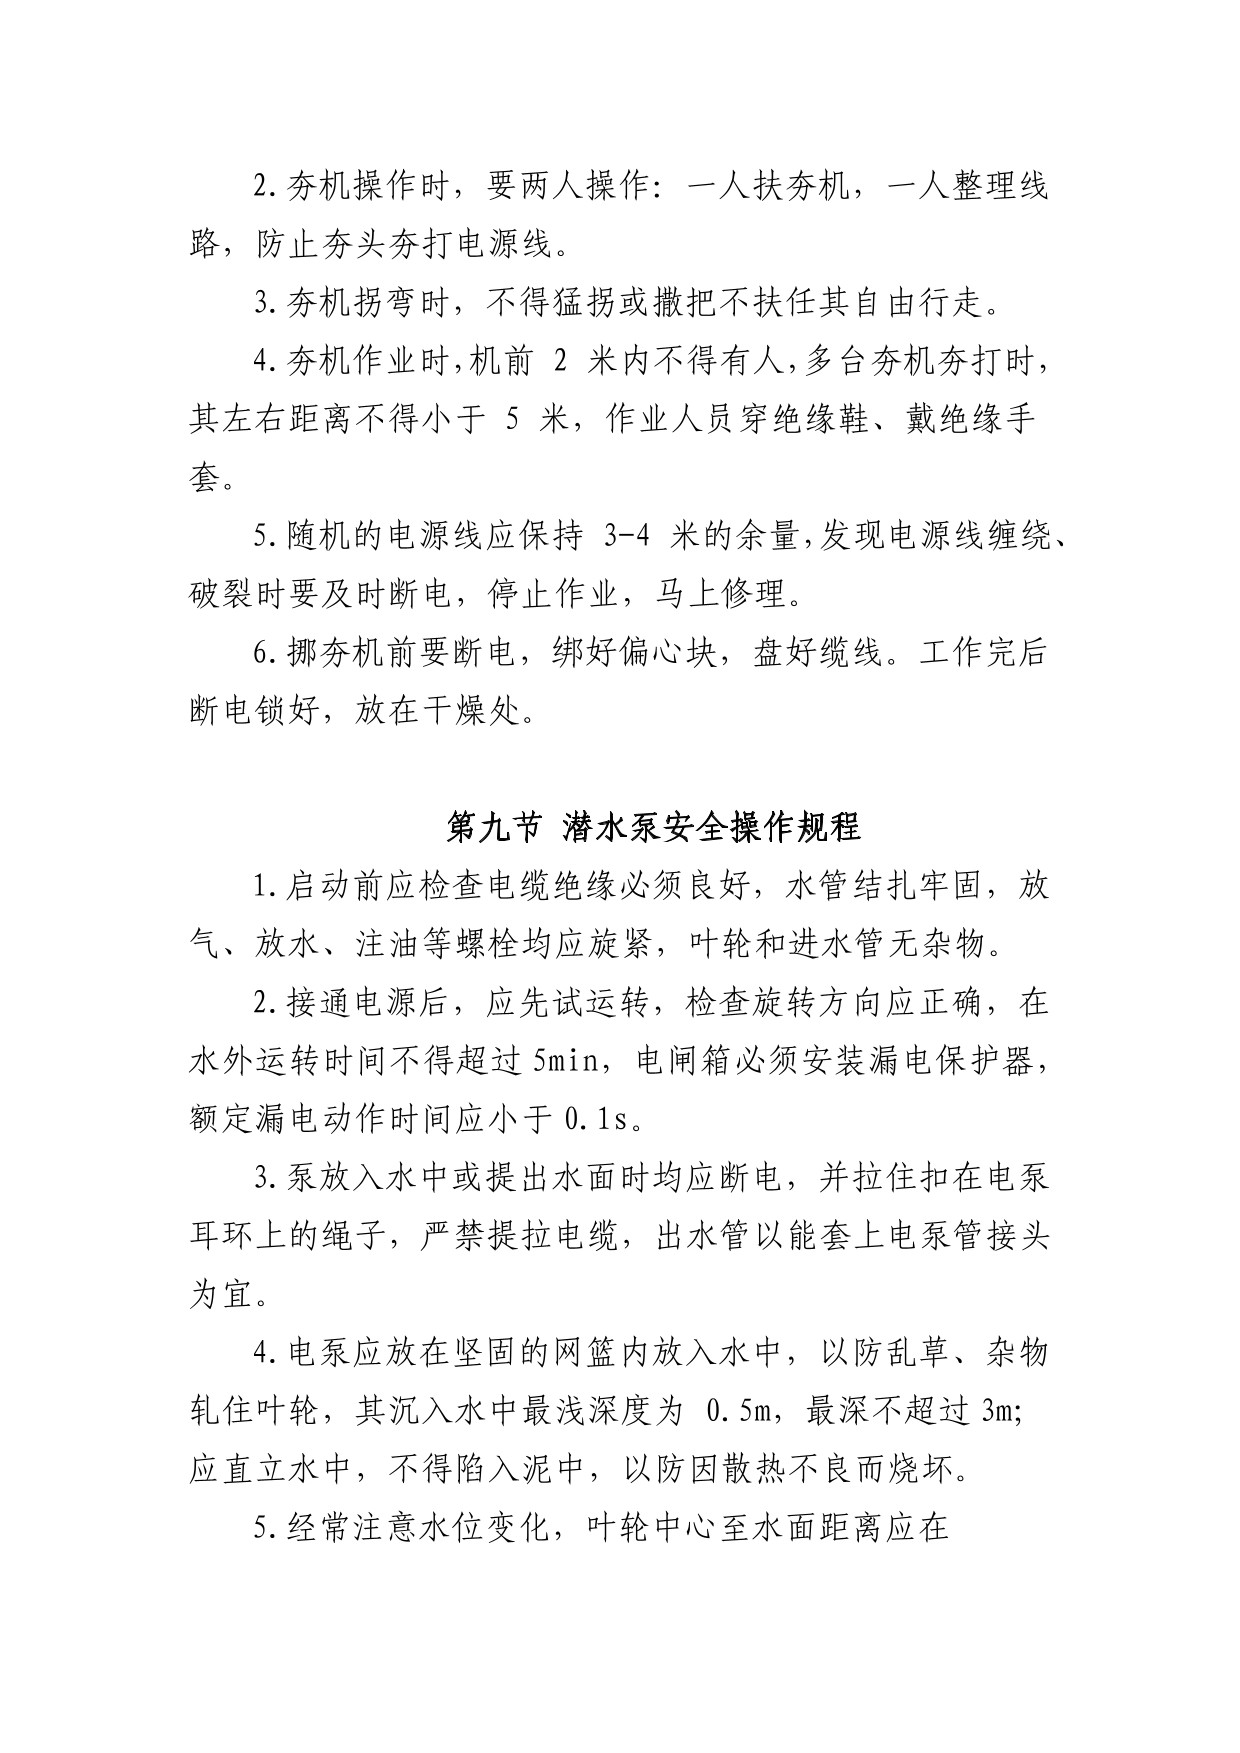 2.夯机操作时，要两人操作：一人扶夯机，一人整理线
路，防止夯头夯打电源线。
3.夯机拐弯时，不得猛拐或撒把不扶任其自由行走。
4.夯机作业时,机前 2 米内不得有人,多台夯机夯打时,
其左右距离不得小于 5 米，作业人员穿绝缘鞋、戴绝缘手
套。
5.随机的电源线应保持 3-4 米的余量,发现电源线缠绕、
破裂时要及时断电，停止作业，马上修理。
6.挪夯机前要断电，绑好偏心块，盘好缆线。工作完后
断电锁好，放在干燥处。
第九节 潜水泵安全操作规程
1.启动前应检查电缆绝缘必须良好，水管结扎牢固，放
气、放水、注油等螺栓均应旋紧，叶轮和进水管无杂物。
2.接通电源后，应先试运转，检查旋转方向应正确，在
水外运转时间不得超过5min，电闸箱必须安装漏电保护器，
额定漏电动作时间应小于0.1s。
3.泵放入水中或提出水面时均应断电，并拉住扣在电泵
耳环上的绳子，严禁提拉电缆，出水管以能套上电泵管接头
为宜。
4.电泵应放在坚固的网篮内放入水中，以防乱草、杂物
轧住叶轮，其沉入水中最浅深度为 0.5m，最深不超过3m;
应直立水中，不得陷入泥中，以防因散热不良而烧坏。
5.经常注意水位变化，叶轮中心至水面距离应在